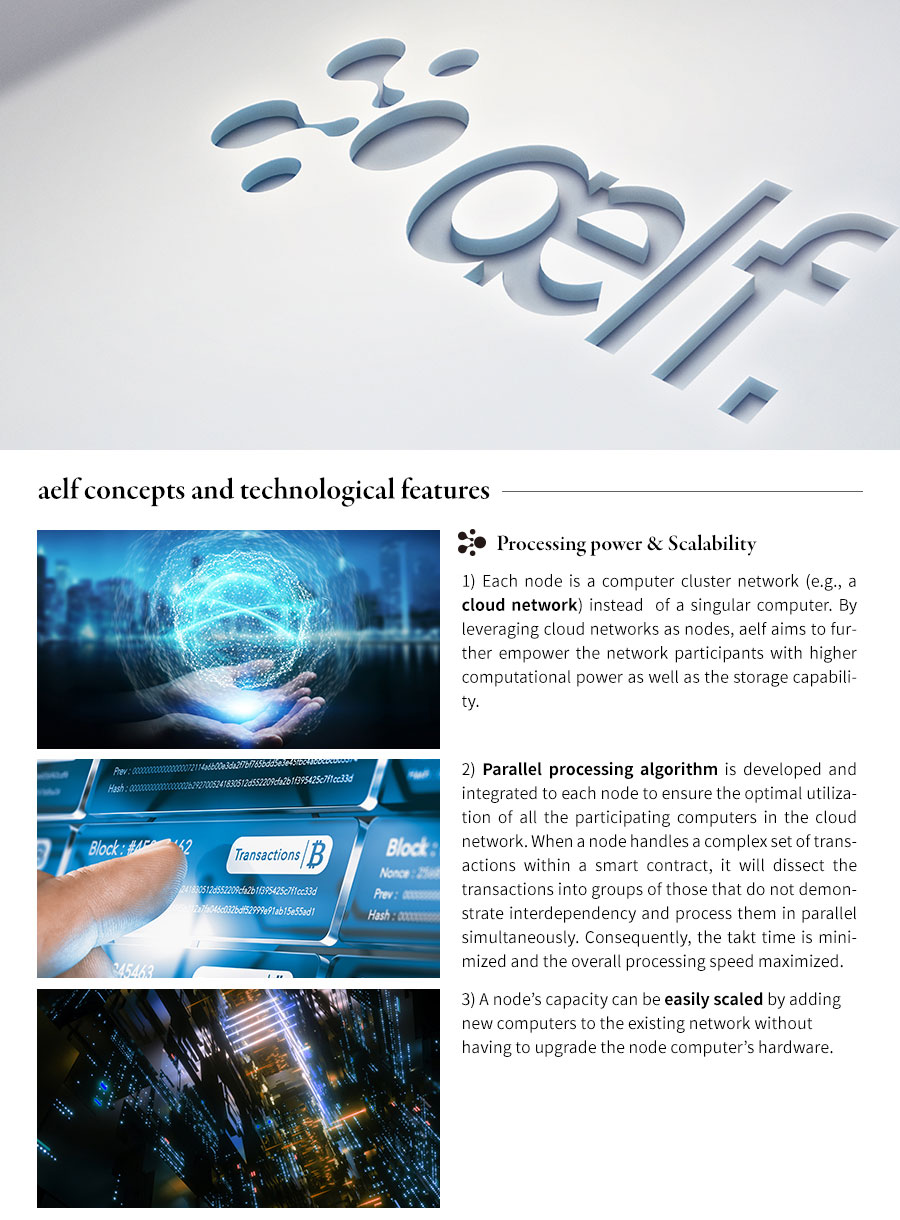 ælf.
aelf concepts and technological features
Processing power & Scalability
1) Each node is a computer cluster network (e.g., a
cloud network) instead of a singular computer. By
leveraging cloud networks as nodes, aelf aims to fur-
ther empower the network participants with higher
computational power as well as the storage capabili-
ty.
Prev :
Hash :
Block :
Transactions
Block :
Nonce :
Prev :
Hash :
345463
2) Parallel processing algorithm is developed and
integrated to each node to ensure the optimal utiliza-
tion of all the participating computers in the cloud
network. When a node handles a complex set of trans-
actions within a smart contract, it will dissect the
transactions into groups of those that do not demon-
strate interdependency and process them in parallel
simultaneously. Consequently, the takt time is mini-
mized and the overall processing speed maximized.
3) A node’s capacity can be easily scaled by adding
new computers to the existing network without
having to upgrade the node computer’s hardware.